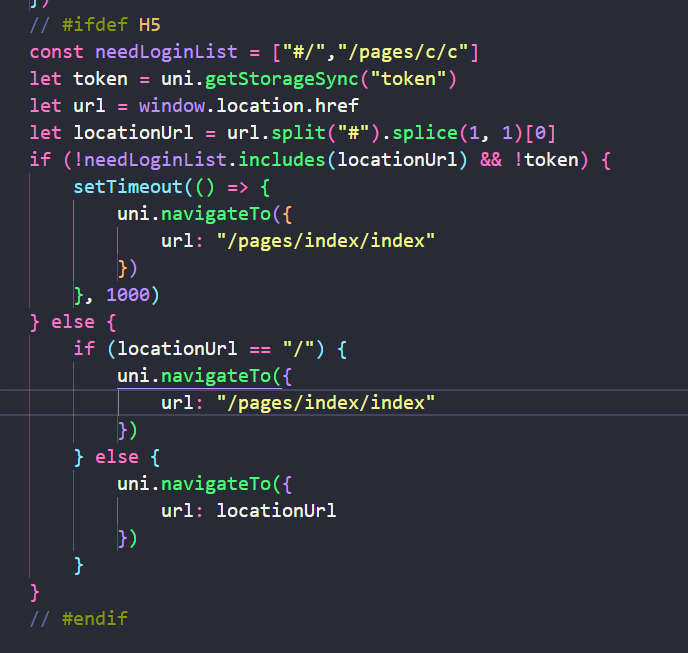 })
// #ifdef H5
const needLoginList = ["#/","/pages/c/c"]
let token = uni.getStorageSync("token")
let url = window.location.href
let locationUrl = url.split("#").splice(1, 1)[0]
if (!needLoginList.includes(locationUrl) && !token) {
    setTimeout(() => {
        uni.navigateTo({
            url: "/pages/index/index"
        })
    }, 1000)
} else {
    if (locationUrl == "/") {
        uni.navigateTo({
            url: "/pages/index/index"
        })
    } else {
        uni.navigateTo({
            url: locationUrl
        })
    }
}
// #endif